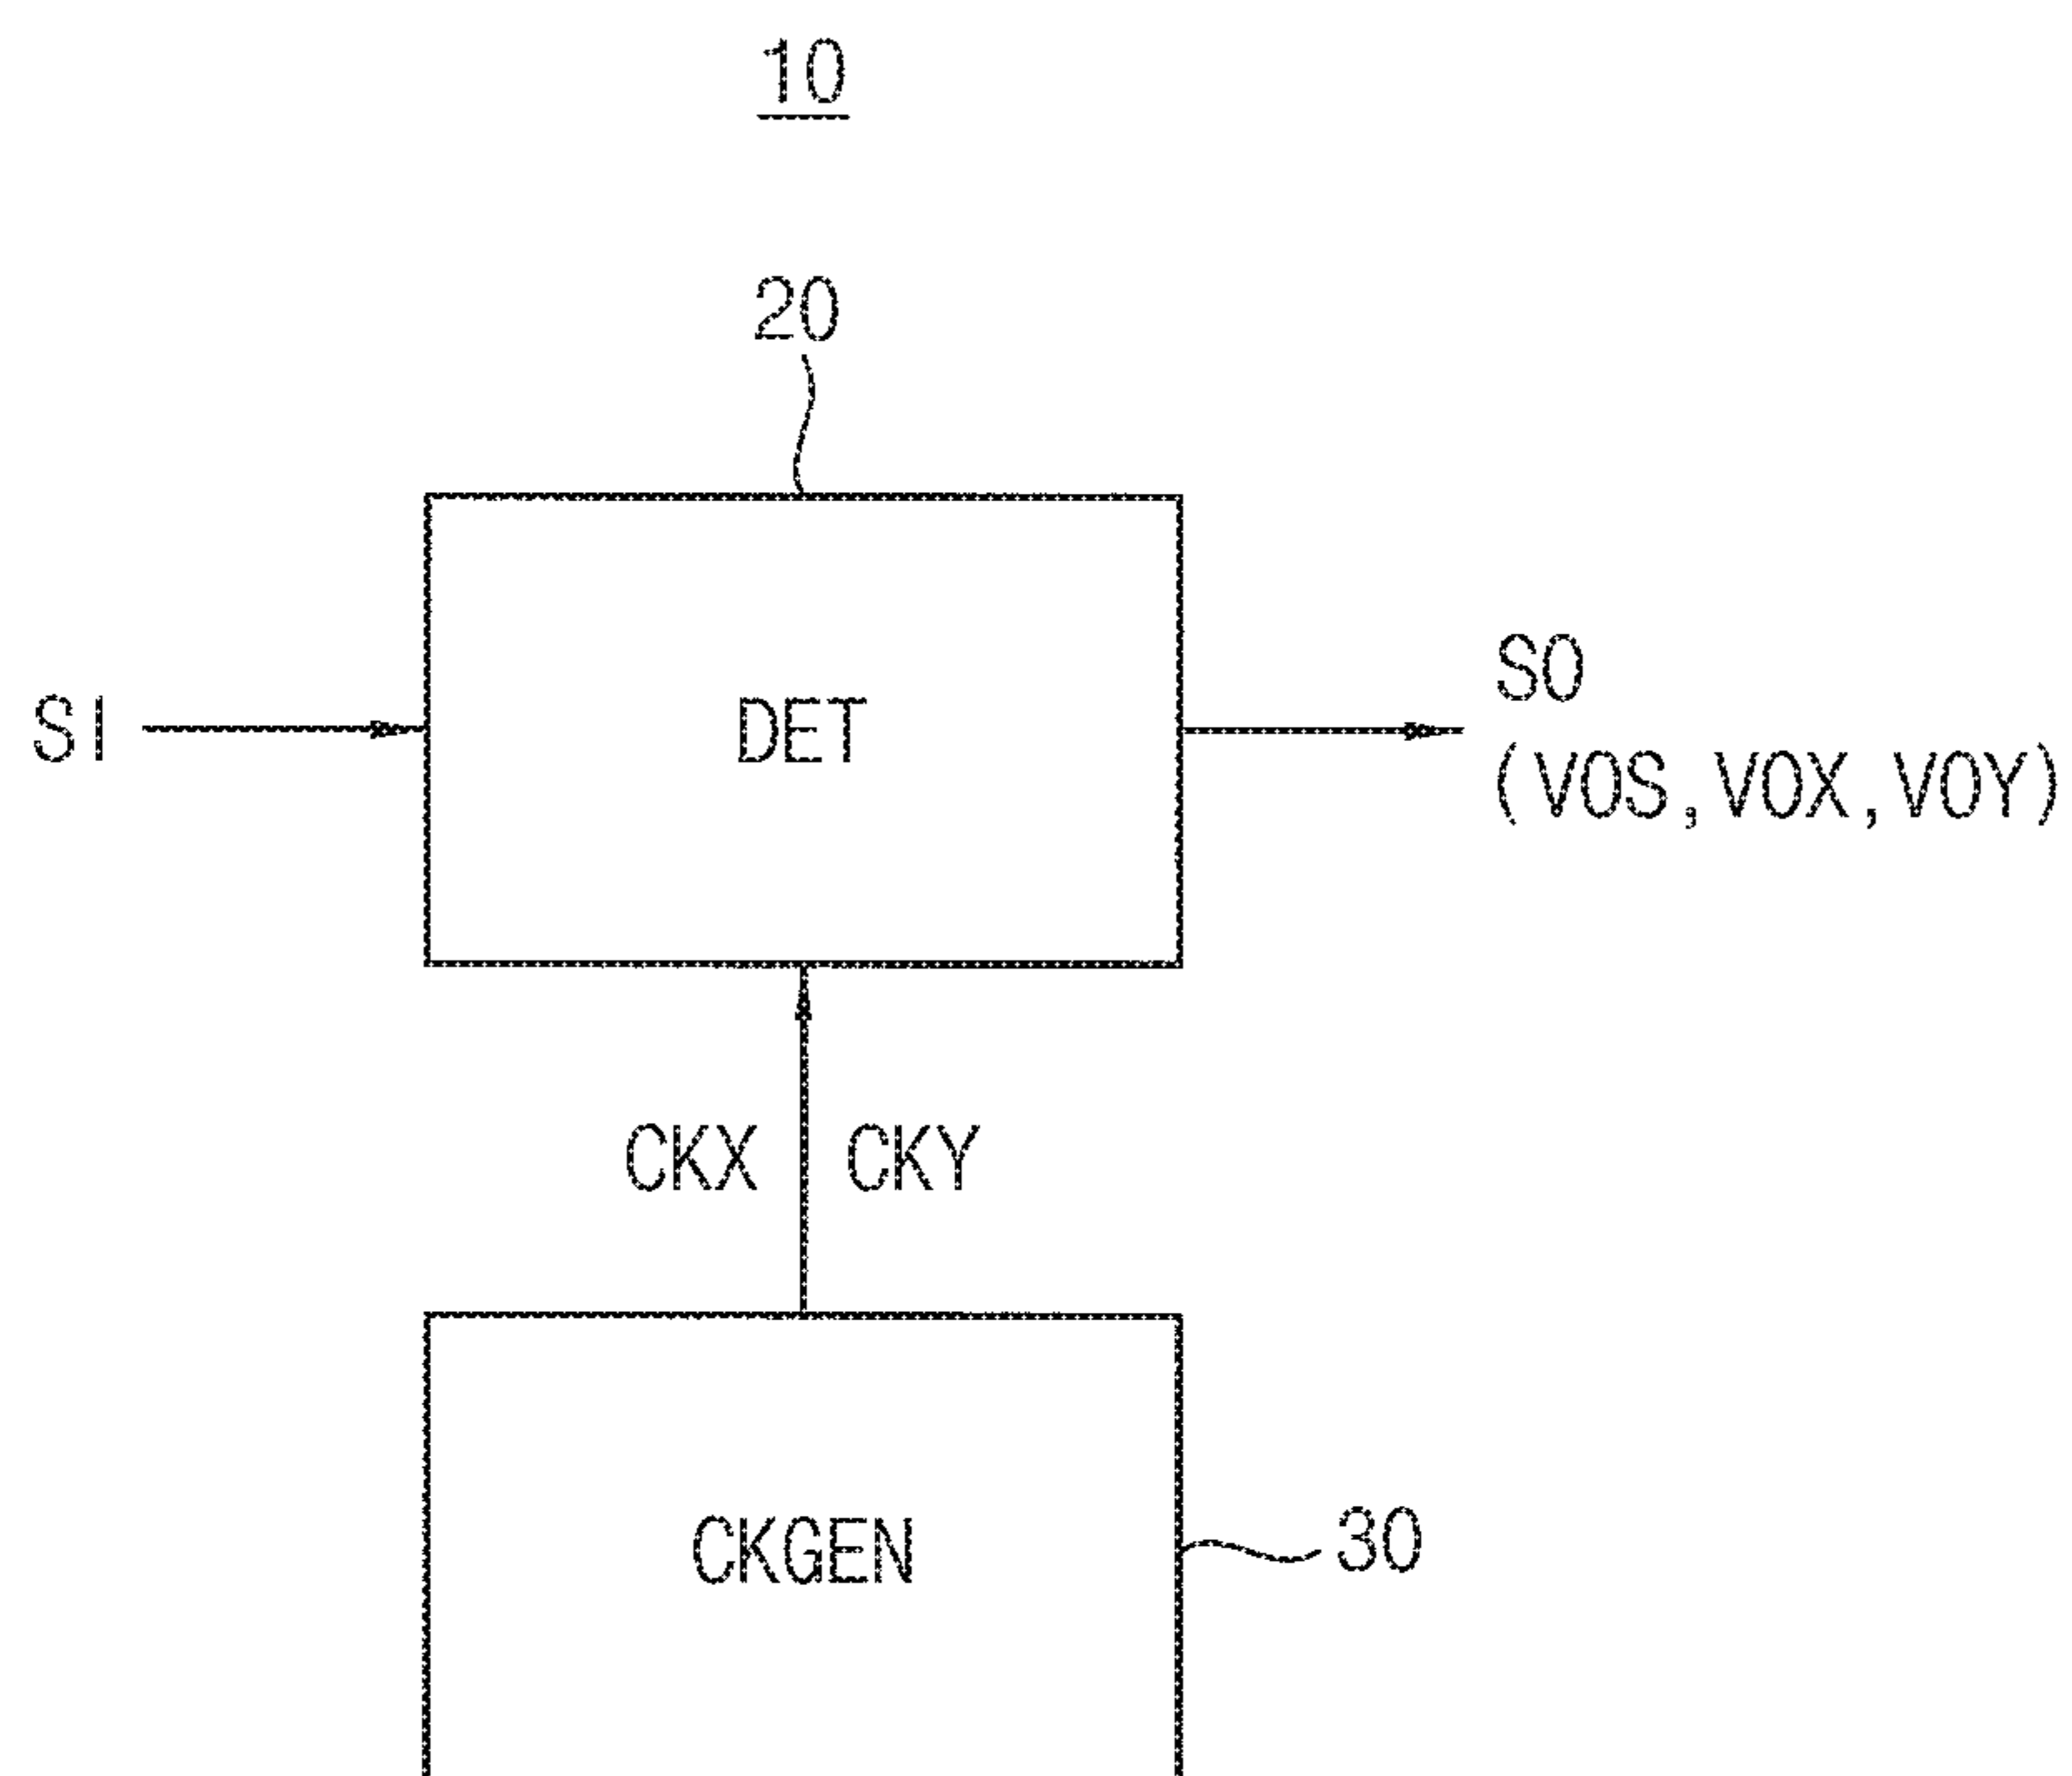 10
20
SI
DET
SO
(VOS,VOX,VOY)
CKX
CKY
CKGEN
30